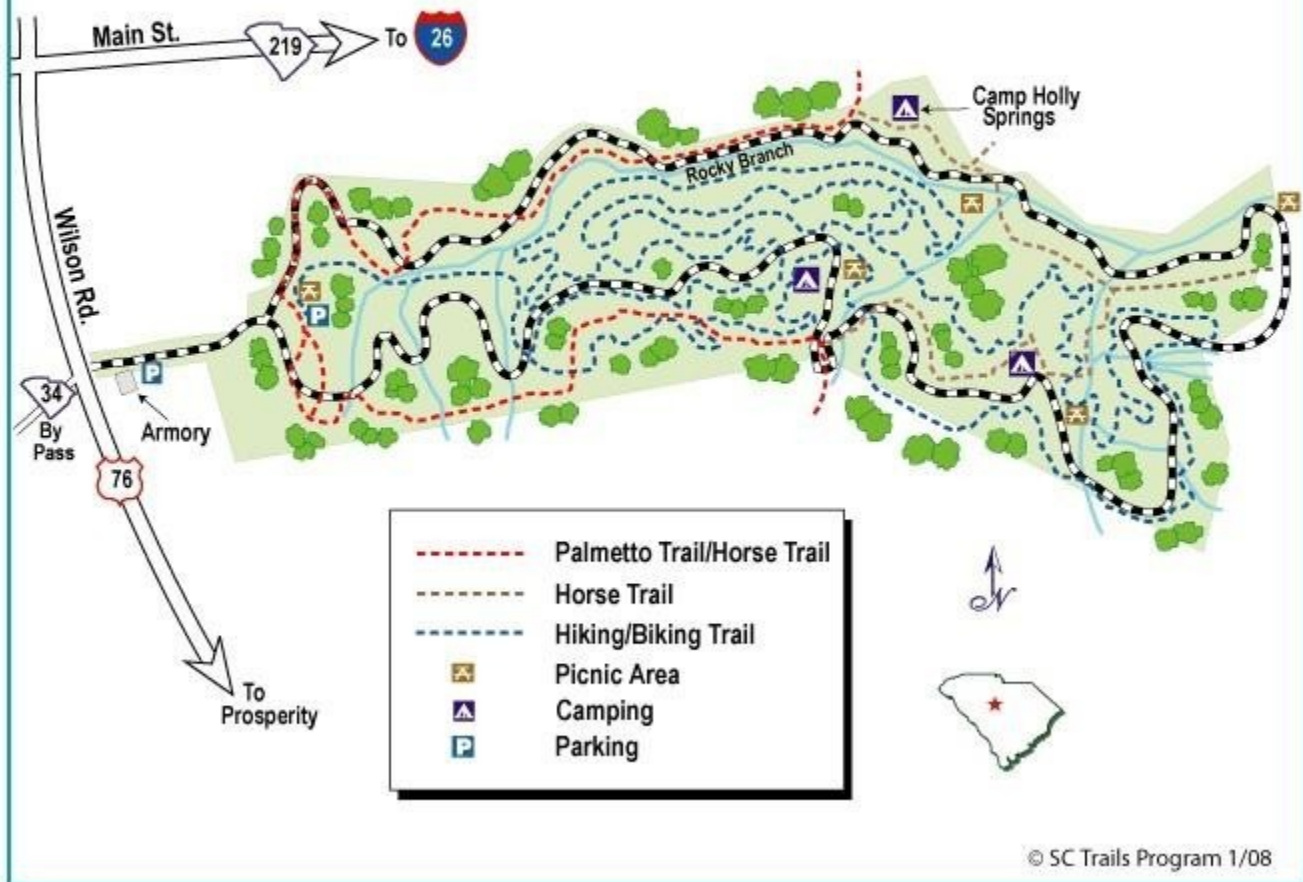 Main St.
219
To
26
Camp Holly
Springs
Rocky Branch
Wilson Rd.
P
P
34
By
Pass
Armory
76
To
Prosperity
Palmetto Trail/Horse Trail
Horse Trail
Hiking/Biking Trail
Picnic Area
Camping
P
Parking
N
© SC Trails Program 1/08